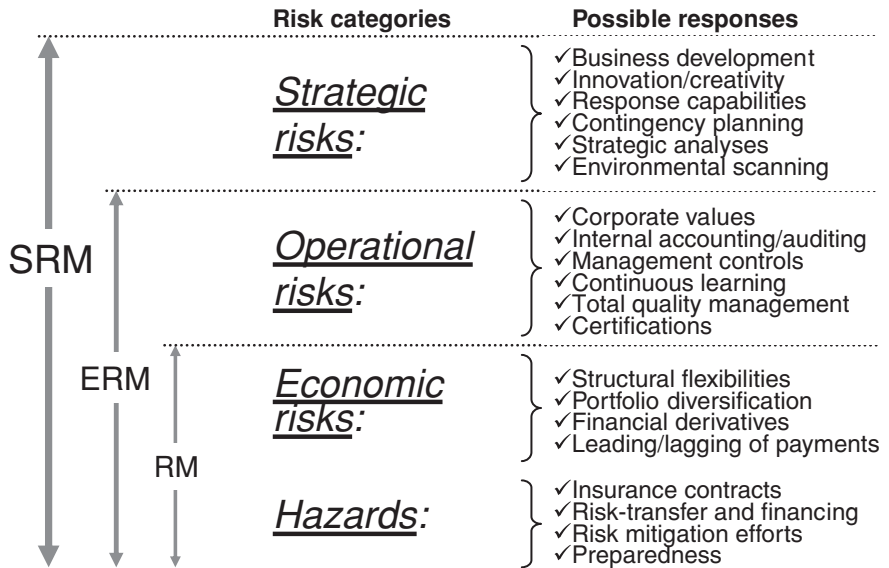 Risk categories
Possible responses
SRM
ERM
RM
Strategic
risks:
✓Business development
✓Innovation/creativity
✓Response capabilities
✓Contingency planning
✓Strategic analyses
✓Environmental scanning
Operational
risks:
✓Corporate values
✓Internal accounting/auditing
✓Management controls
✓Continuous learning
✓Total quality management
✓Certifications
Economic
risks:
✓Structural flexibilities
✓Portfolio diversification
✓Financial derivatives
✓Leading/lagging of payments
Hazards:
✓Insurance contracts
✓Risk-transfer and financing
✓Risk mitigation efforts
✓Preparedness